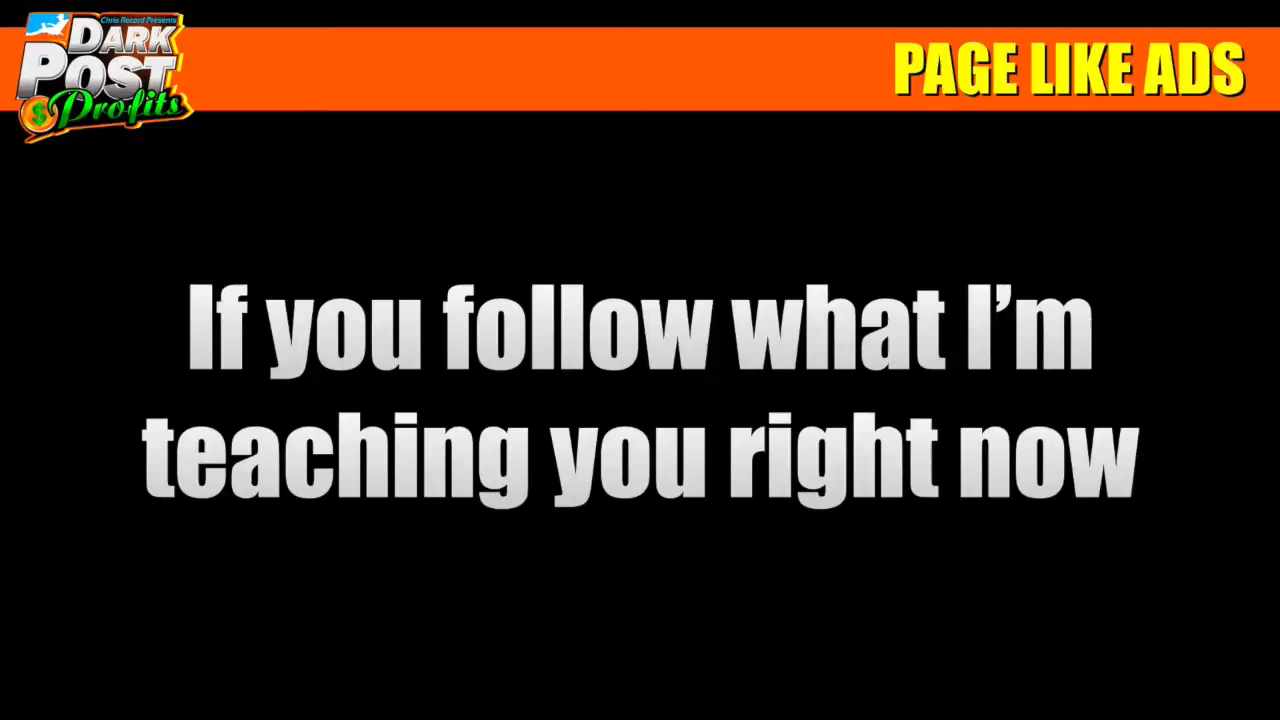 Chris Record Presents
DARK
POST
$ Profits
PAGE LIKE ADS
If you follow what I’m
teaching you right now